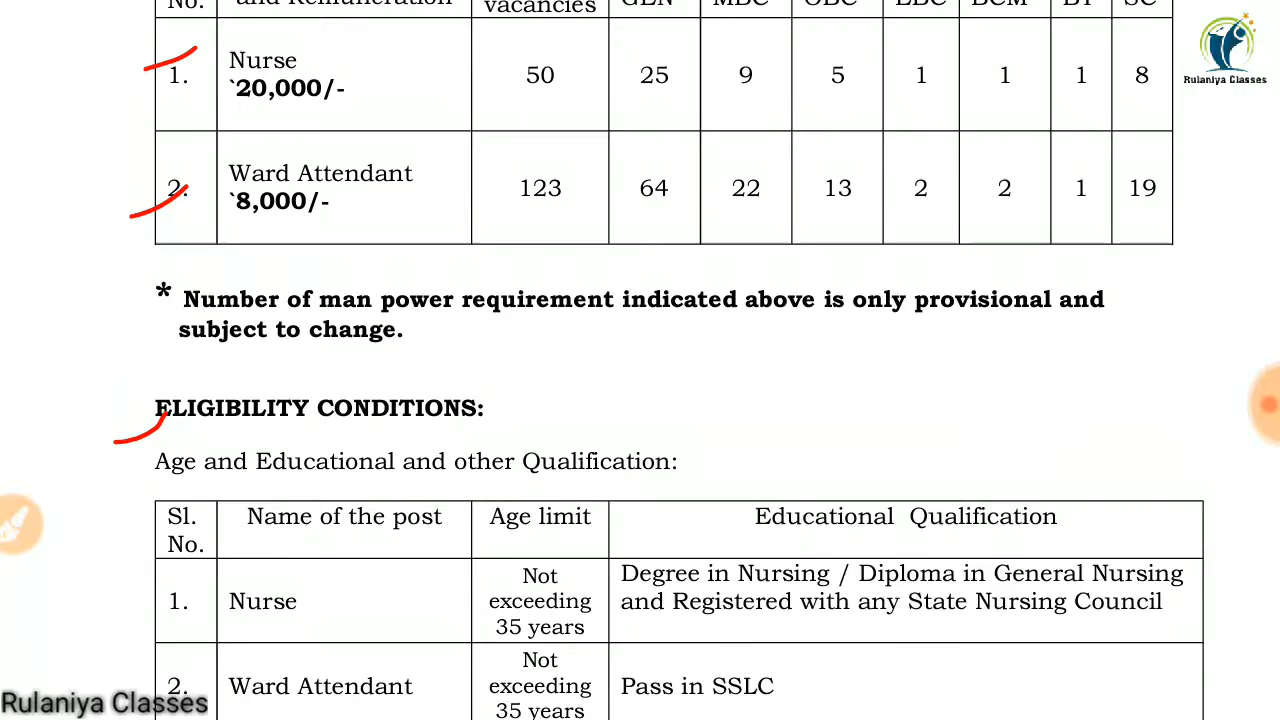 No. and Remuneration vacancies GEN MBC OBC EBC BCM BT SC
Rulaniya Classes
1. Nurse 50 25 9 5 1 1 1 8
`20,000/-
2. Ward Attendant 123 64 22 13 2 2 1 19
`8,000/-
* Number of man power requirement indicated above is only provisional and
subject to change.
ELIGIBILITY CONDITIONS:
Age and Educational and other Qualification:
Sl. No. Name of the post Age limit Educational Qualification
1. Nurse
Not
exceeding
35 years
Degree in Nursing / Diploma in General Nursing
and Registered with any State Nursing Council
2. Ward Attendant
Not
exceeding
35 years
Pass in SSLC
Rulaniya Classes